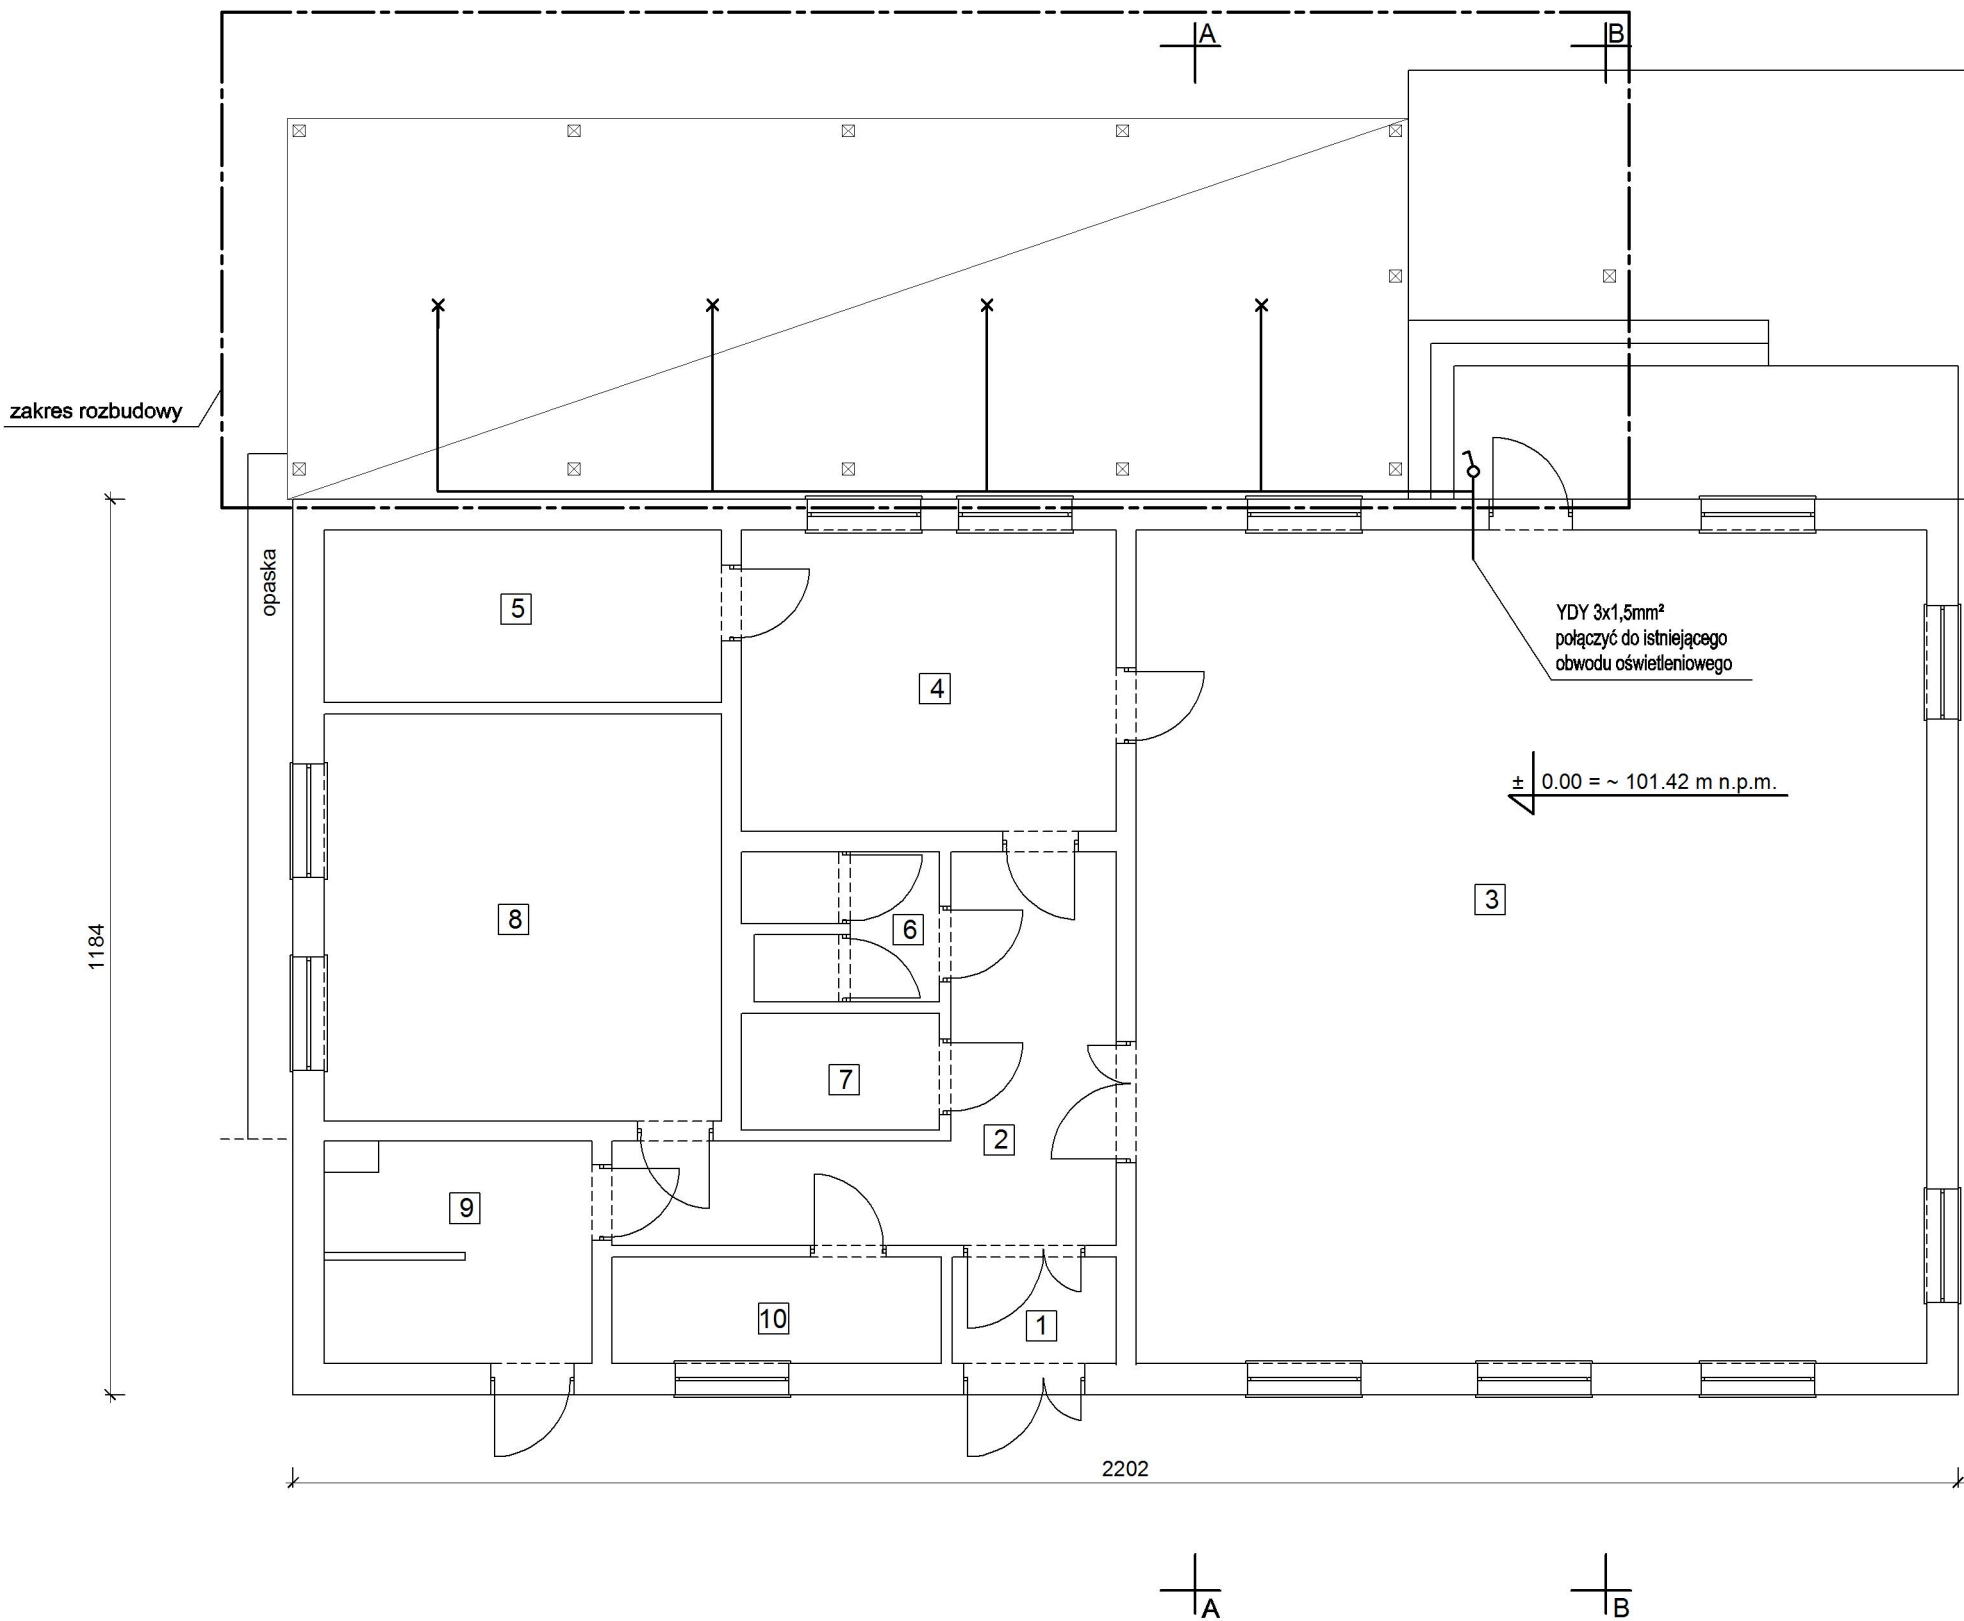 A
B
zakres rozbudowy
opaska
5
YDY 3x1,5mm²
połączyć do istniejącego
obwodu oświetleniowego
4
± 0.00 = ~ 101.42 m n.p.m.
3
8
6
1184
7
2
9
10
1
2202
A
B